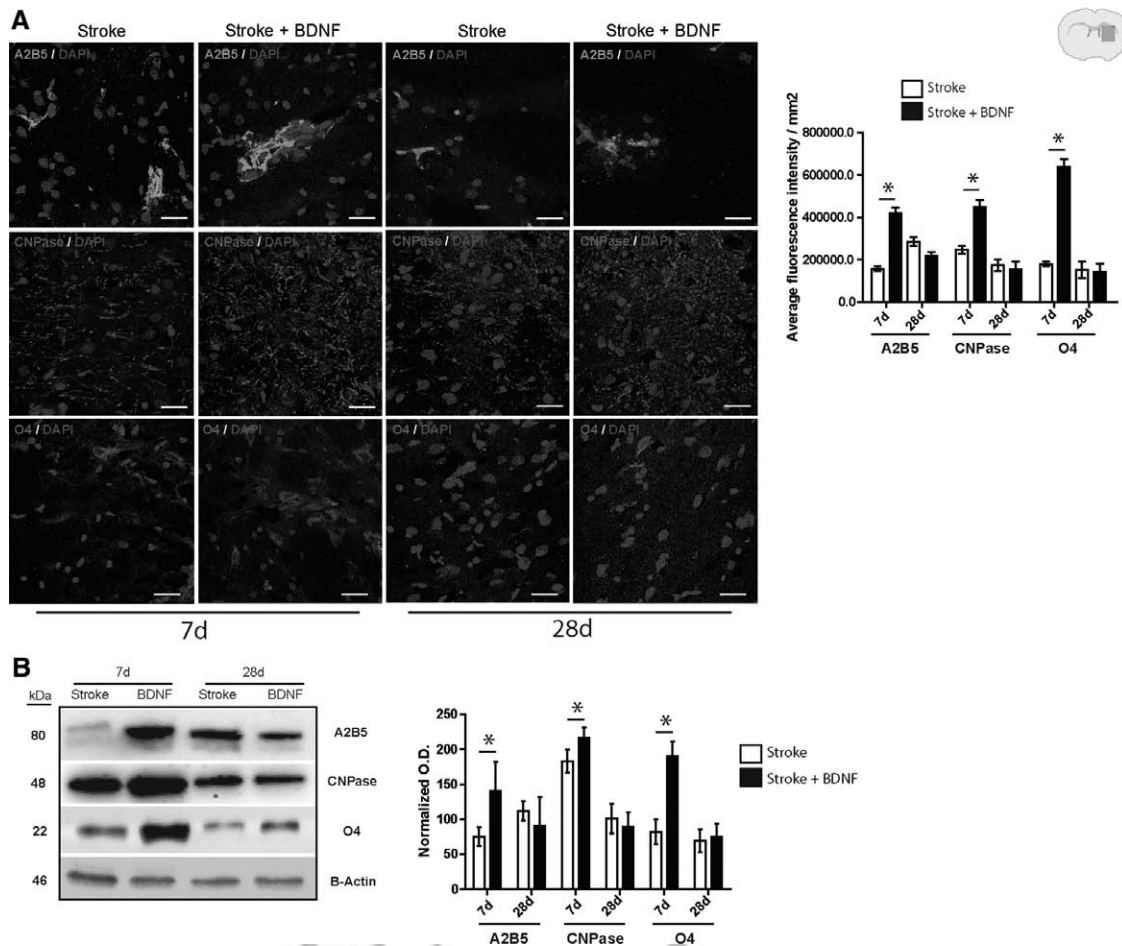 A
Stroke
Stroke + BDNF
Stroke
Stroke + BDNF
A2B5 / DAPI
A2B5 / DAPI
A2B5 / DAPI
A2B5 / DAPI
CNPase / DAPI
CNPase / DAPI
CNPase / DAPI
CNPase / DAPI
O4 / DAPI
O4 / DAPI
O4 / DAPI
O4 / DAPI
7d
28d
Stroke
Stroke + BDNF
Average fluorescence intensity / mm2
800000.0
600000.0
400000.0
200000.0
0.0
7d
28d
7d
28d
7d
28d
A2B5
CNPase
O4
*
*
*
B
7d
28d
kDa
Stroke
BDNF
Stroke
BDNF
80
A2B5
48
CNPase
22
O4
46
B-Actin
Normalized O.D.
250
200
150
100
50
0
*
*
*
7d
28d
7d
28d
7d
28d
A2B5
CNPase
O4
Stroke
Stroke + BDNF